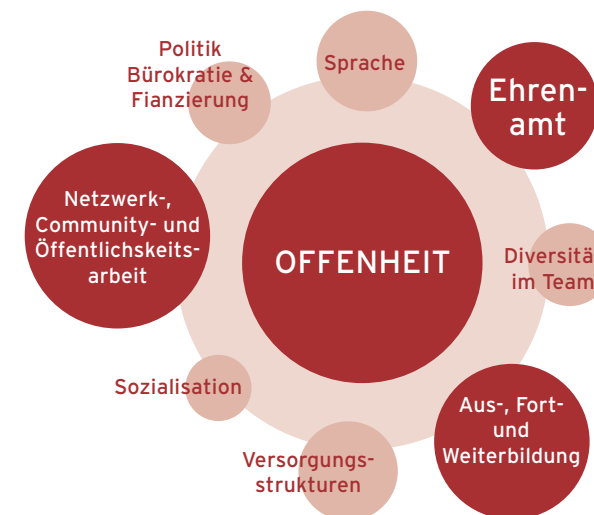 Politik
Bürokratie &
Fianzierung
Sprache
Ehren-
amt
Netzwerk-,
Community- und
Öffentlichskeits-
arbeit
OFFENHEIT
Diversitä
im Team
Sozialisation
Aus-, Fort-
und
Weiterbildung
Versorgungs-
strukturen